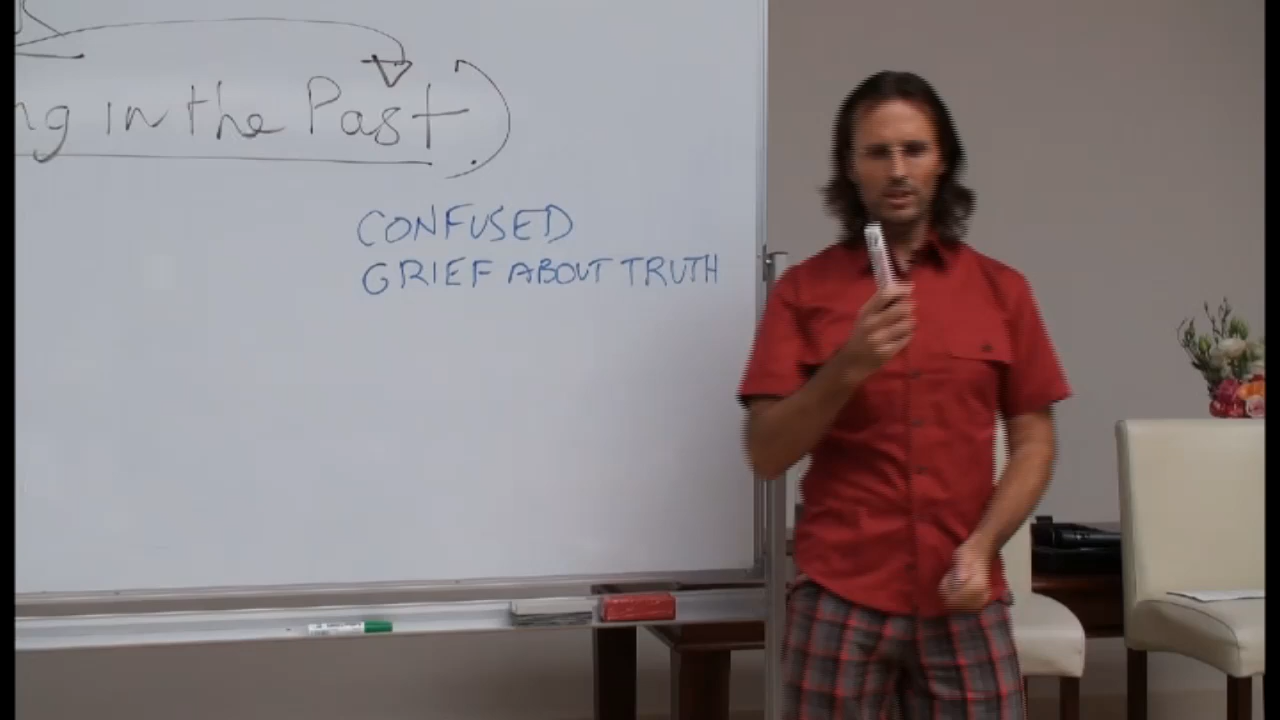 ng in the Past).
CONFUSED
GRIEF ABOUT TRUTH